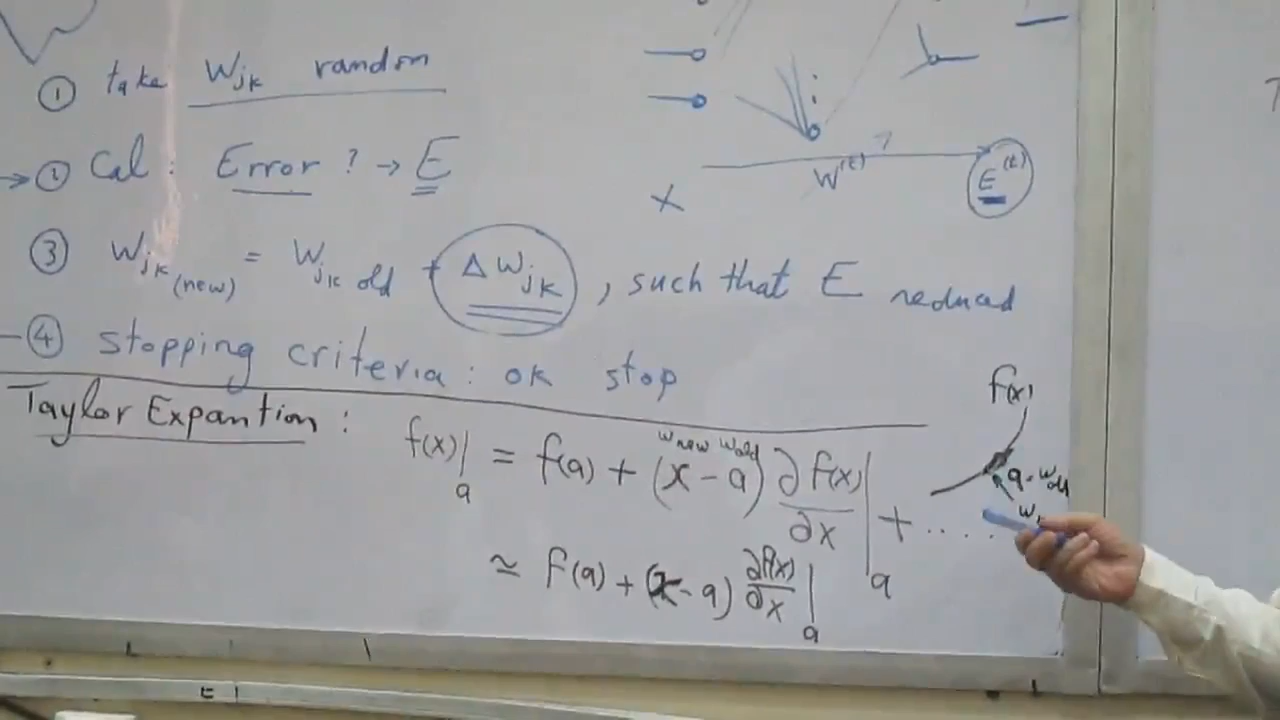 ① take Wjk random
→ ② Cal : Error ? → E
③ Wjk(new) = Wjk old + ΔWjk , such that E reduced
④ stopping criteria : ok stop
X W(t) E(t)
Taylor Expantion :
Wnew Wold
f(x)|a = f(a) + (x - a) ∂f(x)/∂x |a + .....
≃ f(a) + (x - a) ∂f(x)/∂x |a
f(x)
a = Wold